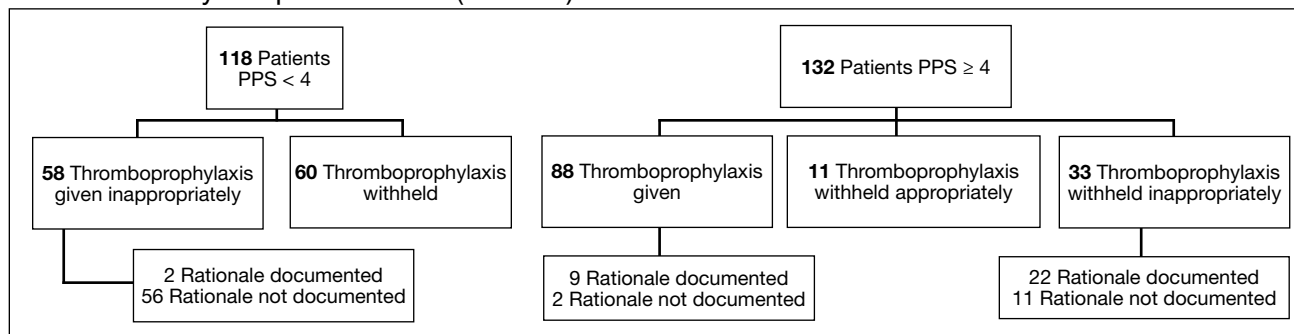 118 Patients
PPS < 4
132 Patients PPS ≥ 4
58 Thromboprophylaxis
given inappropriately
60 Thromboprophylaxis
withheld
88 Thromboprophylaxis
given
11 Thromboprophylaxis
withheld appropriately
33 Thromboprophylaxis
withheld inappropriately
2 Rationale documented
56 Rationale not documented
9 Rationale documented
2 Rationale not documented
22 Rationale documented
11 Rationale not documented